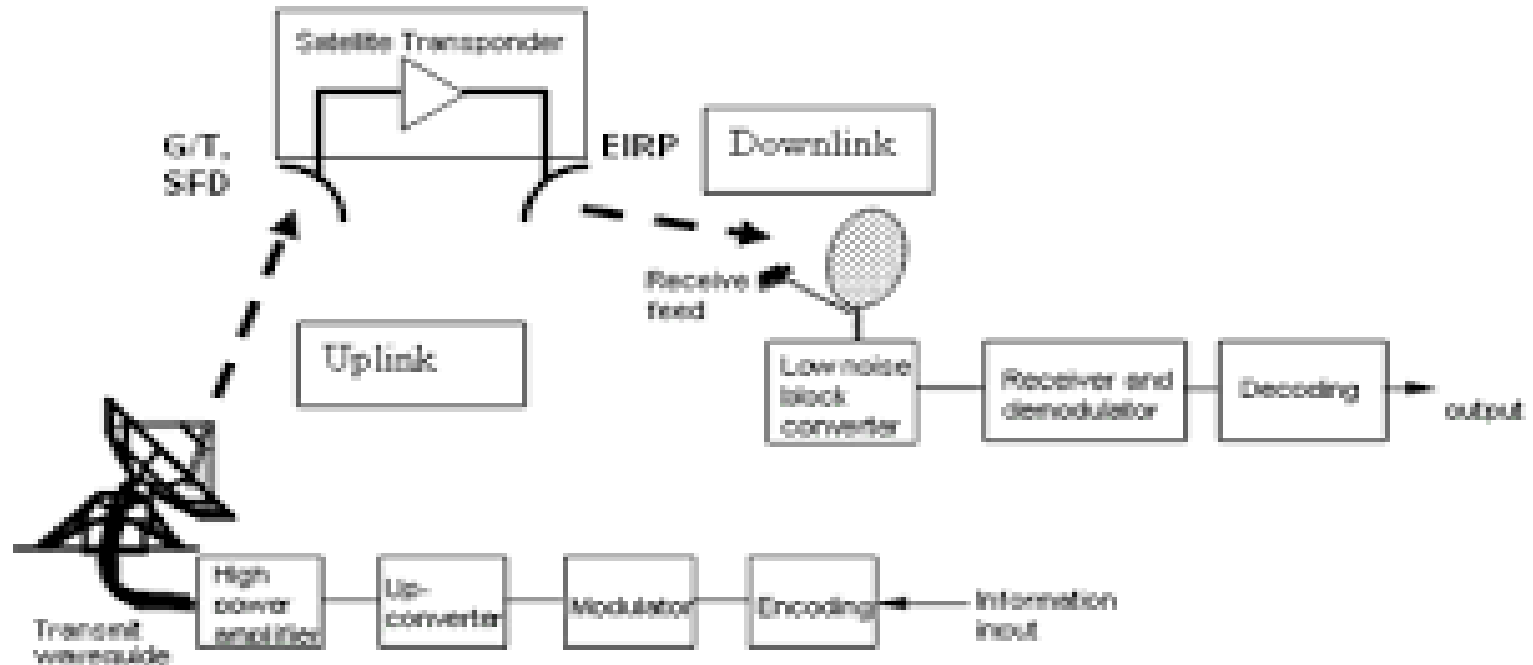 Satellite Transponder
G/T,
SFD
EIRP
Downlink
Receive
feed
Uplink
Low noise
block
converter
Receiver and
demodulator
Decoding
output
High
power
amplifier
Up-
converter
Modulator
Encoding
Information
input
Transmit
waveguide